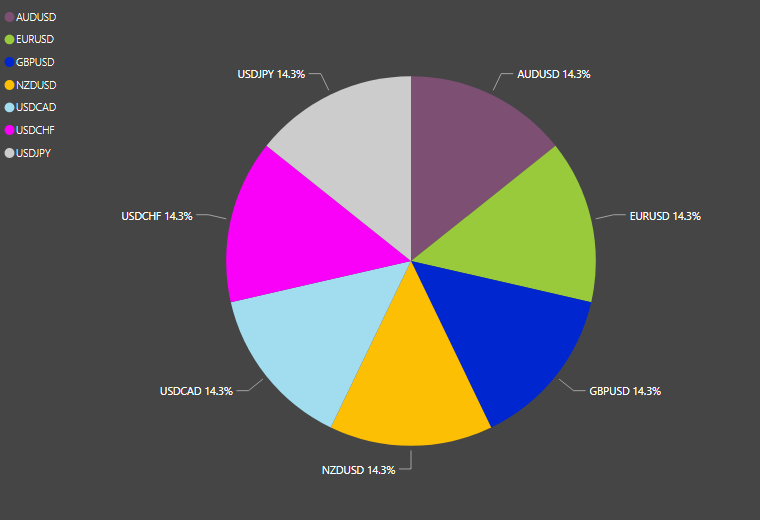 AUDUSD
EURUSD
GBPUSD
NZDUSD
USDCAD
USDCHF
USDJPY
USDJPY 14.3%
AUDUSD 14.3%
USDCHF 14.3%
EURUSD 14.3%
USDCAD 14.3%
GBPUSD 14.3%
NZDUSD 14.3%